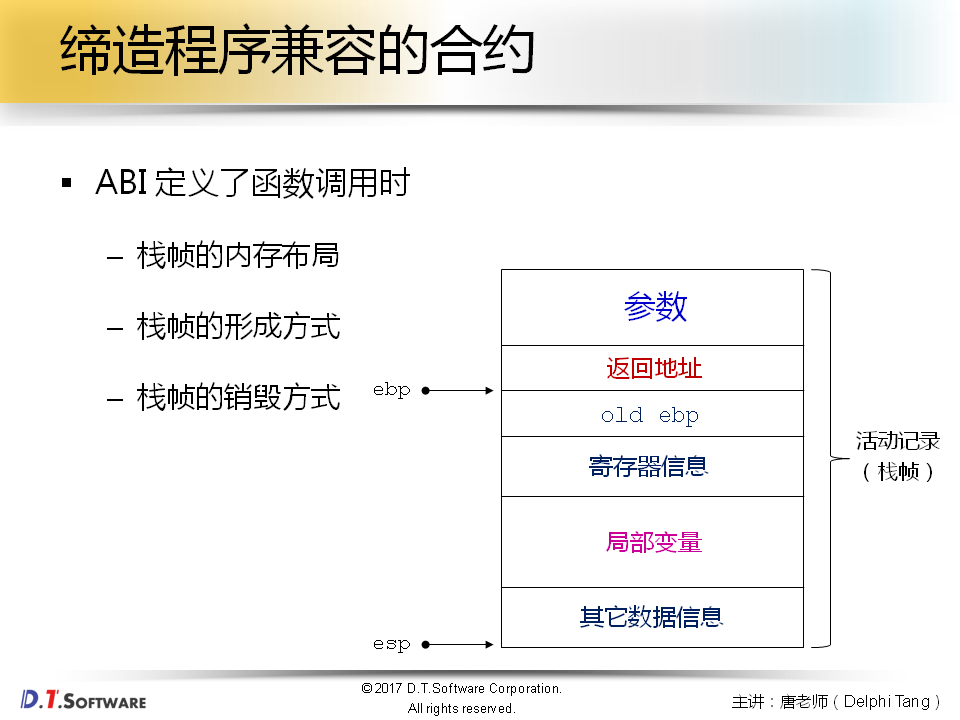 缔造程序兼容的合约
▪ ABI 定义了函数调用时
– 栈帧的内存布局
– 栈帧的形成方式
– 栈帧的销毁方式
参数
返回地址
ebp
old ebp
寄存器信息
局部变量
其它数据信息
esp
活动记录
（栈帧）
D.T.SOFTWARE
©2017 D.T.Software Corporation.
All rights reserved.
主讲：唐老师（Delphi Tang）